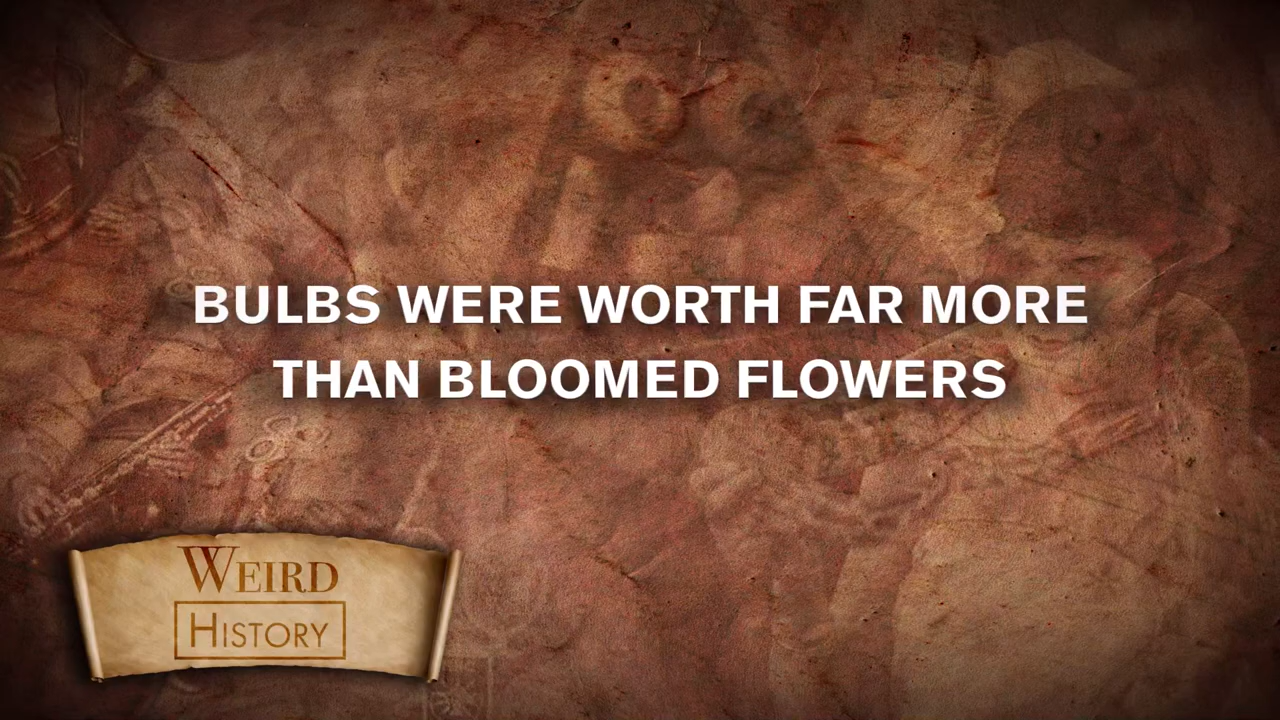 BULBS WERE WORTH FAR MORE
THAN BLOOMED FLOWERS
WEIRD
HISTORY